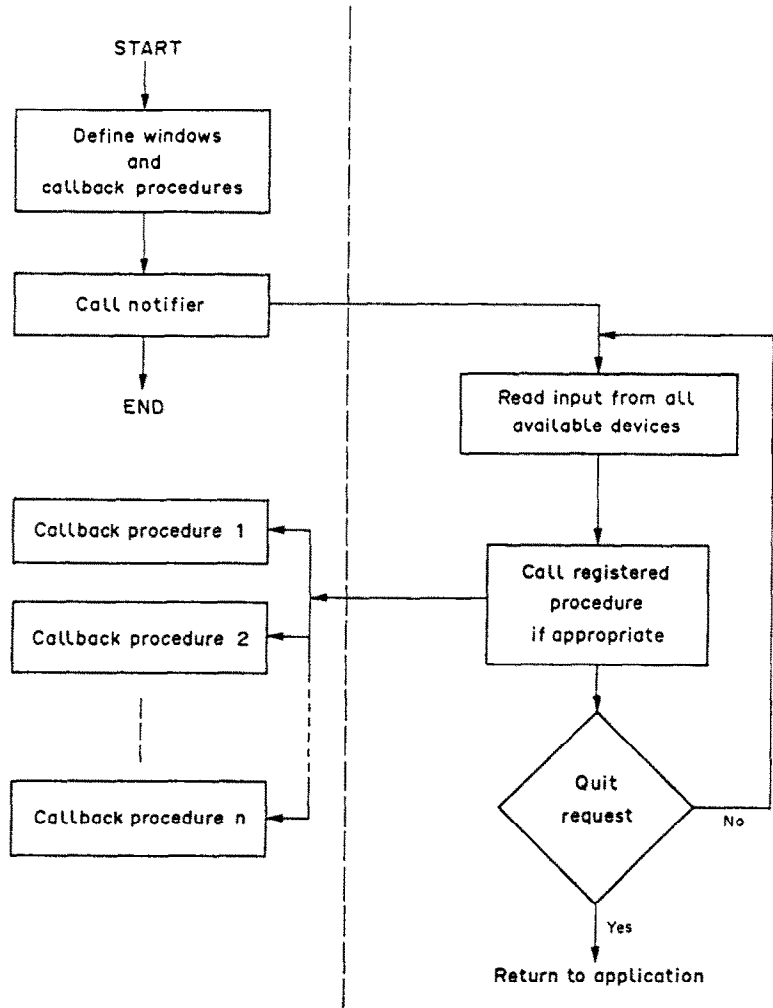 START
Define windows
and
callback procedures
Call notifier
END
Read input from all
available devices
Callback procedure 1
Callback procedure 2
Callback procedure n
Call registered
procedure
if appropriate
Quit
request
No
Yes
Return to application